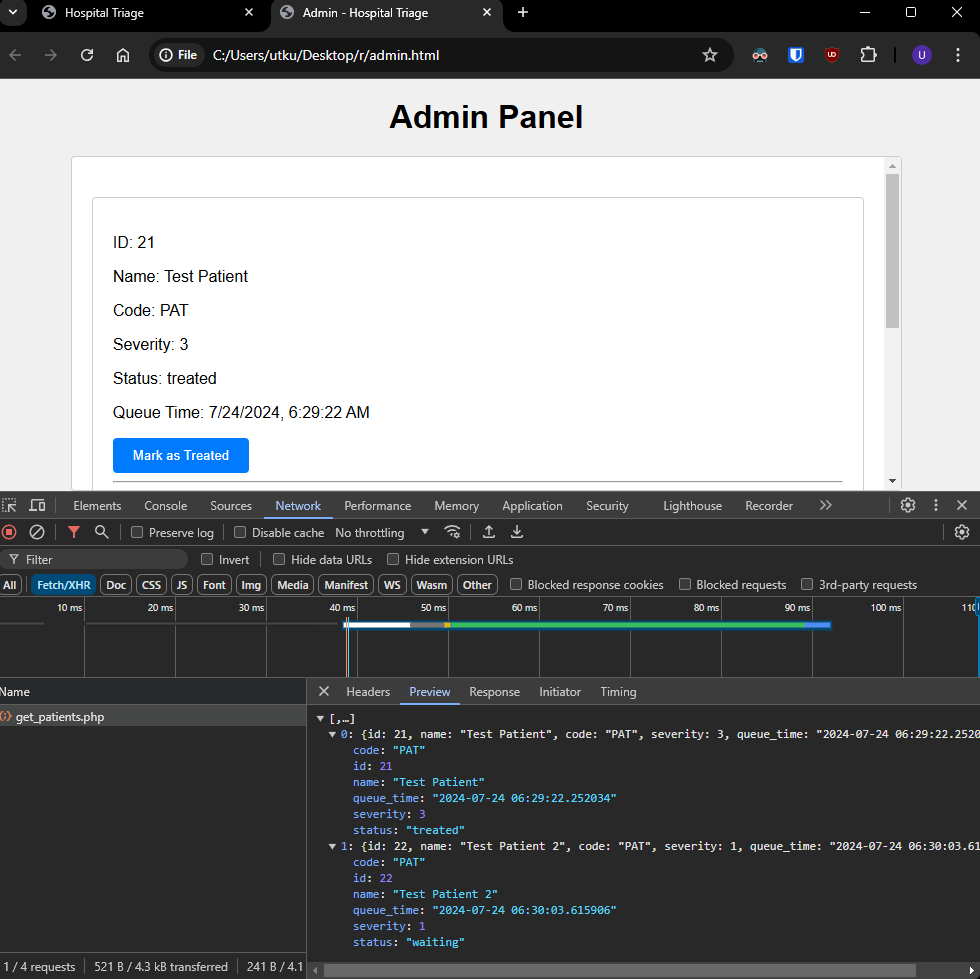 Hospital Triage
Admin - Hospital Triage
File C:/Users/utku/Desktop/r/admin.html
U
Admin Panel
ID: 21
Name: Test Patient
Code: PAT
Severity: 3
Status: treated
Queue Time: 7/24/2024, 6:29:22 AM
Mark as Treated
Elements Console Sources Network Performance Memory Application Security Lighthouse Recorder
Preserve log Disable cache No throttling
Filter Invert Hide data URLs Hide extension URLs
All Fetch/XHR Doc CSS JS Font Img Media Manifest WS Wasm Other Blocked response cookies Blocked requests 3rd-party requests
10 ms 20 ms 30 ms 40 ms 50 ms 60 ms 70 ms 80 ms 90 ms 100 ms 110
Name
Headers Preview Response Initiator Timing
get_patients.php
[,…]
0: {id: 21, name: "Test Patient", code: "PAT", severity: 3, queue_time: "2024-07-24 06:29:22.2520
code: "PAT"
id: 21
name: "Test Patient"
queue_time: "2024-07-24 06:29:22.252034"
severity: 3
status: "treated"
1: {id: 22, name: "Test Patient 2", code: "PAT", severity: 1, queue_time: "2024-07-24 06:30:03.61
code: "PAT"
id: 22
name: "Test Patient 2"
queue_time: "2024-07-24 06:30:03.615906"
severity: 1
status: "waiting"
1 / 4 requests 521 B / 4.3 kB transferred 241 B / 4.1